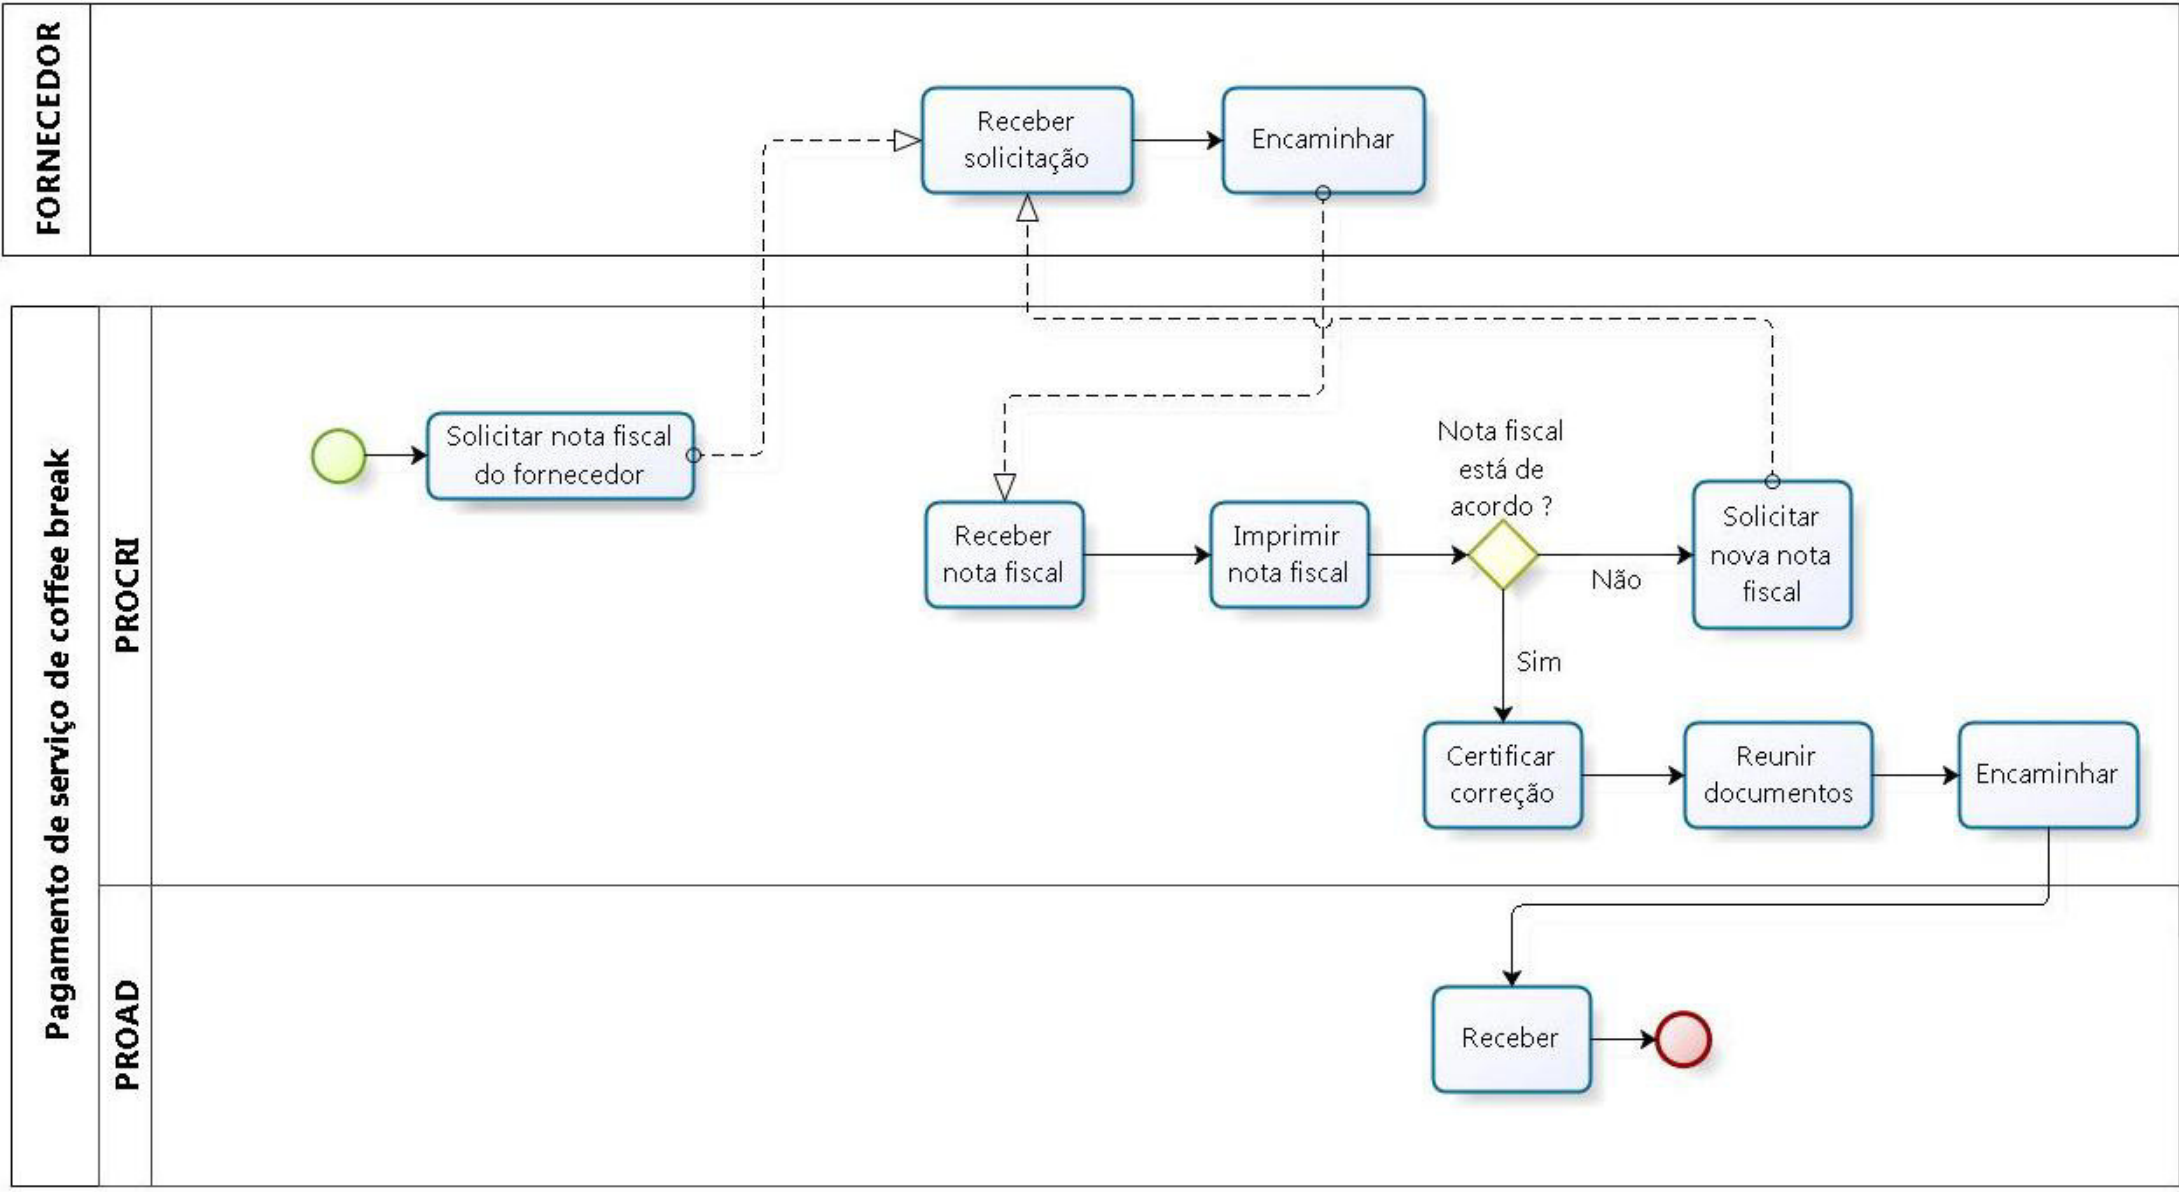 FORNECEDOR
Receber
solicitação
Encaminhar
Pagamento de serviço de coffee break
PROCRI
Solicitar nota fiscal
do fornecedor
Receber
nota fiscal
Imprimir
nota fiscal
Nota fiscal
está de
acordo ?
Não
Solicitar
nova nota
fiscal
Sim
Certificar
correção
Reunir
documentos
Encaminhar
PROAD
Receber